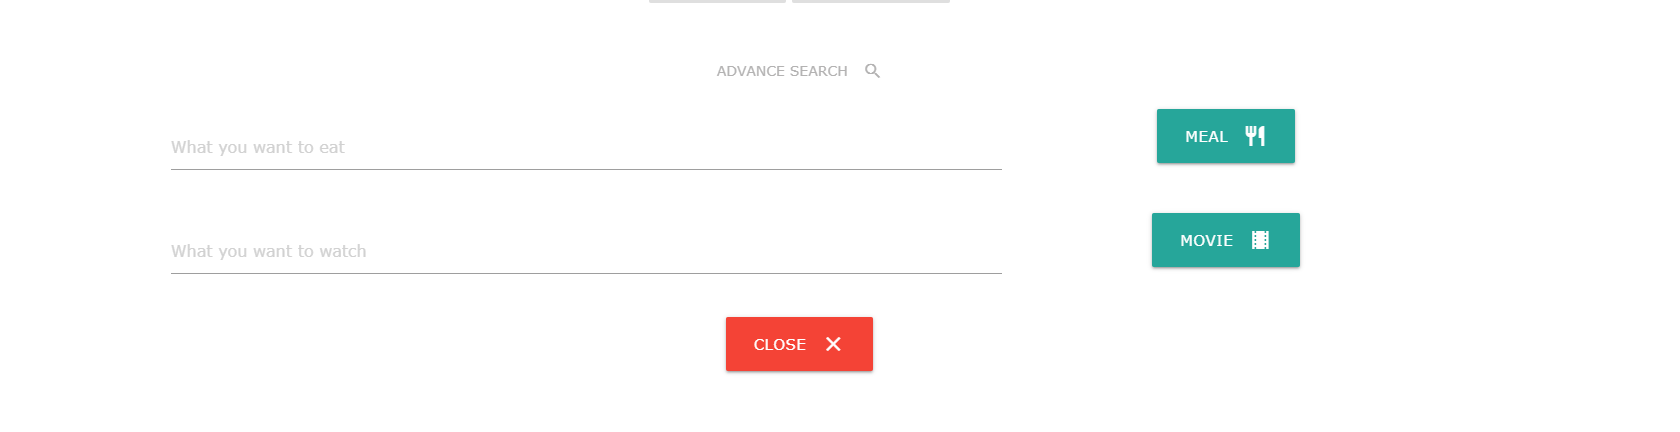 ADVANCE SEARCH
What you want to eat
MEAL
What you want to watch
MOVIE
CLOSE